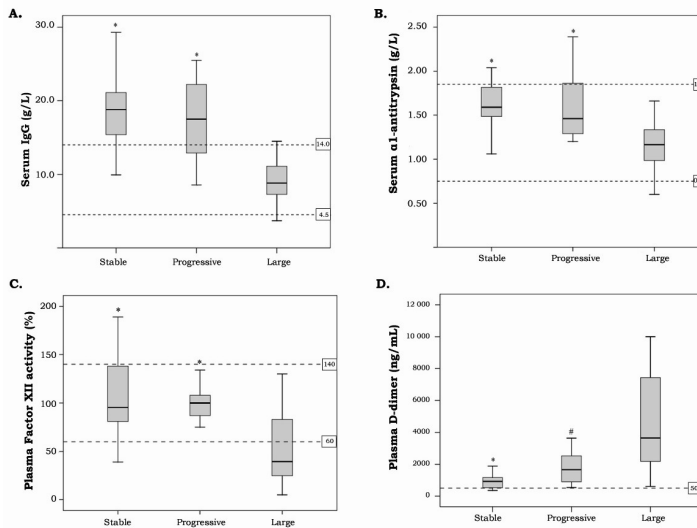 A.
Serum IgG (g/L)
30.0
20.0
10.0
*
*
14.0
4.5
Stable Progressive Large
B.
Serum α1-antitrypsin (g/L)
2.50
2.00
1.50
1.00
0.50
*
*
Stable Progressive Large
C.
Plasma Factor XII activity (%)
200
150
100
50
0
*
*
140
60
Stable Progressive Large
D.
Plasma D-dimer (ng/mL)
12 000
10 000
8000
6000
4000
2000
0
*
#
Stable Progressive Large